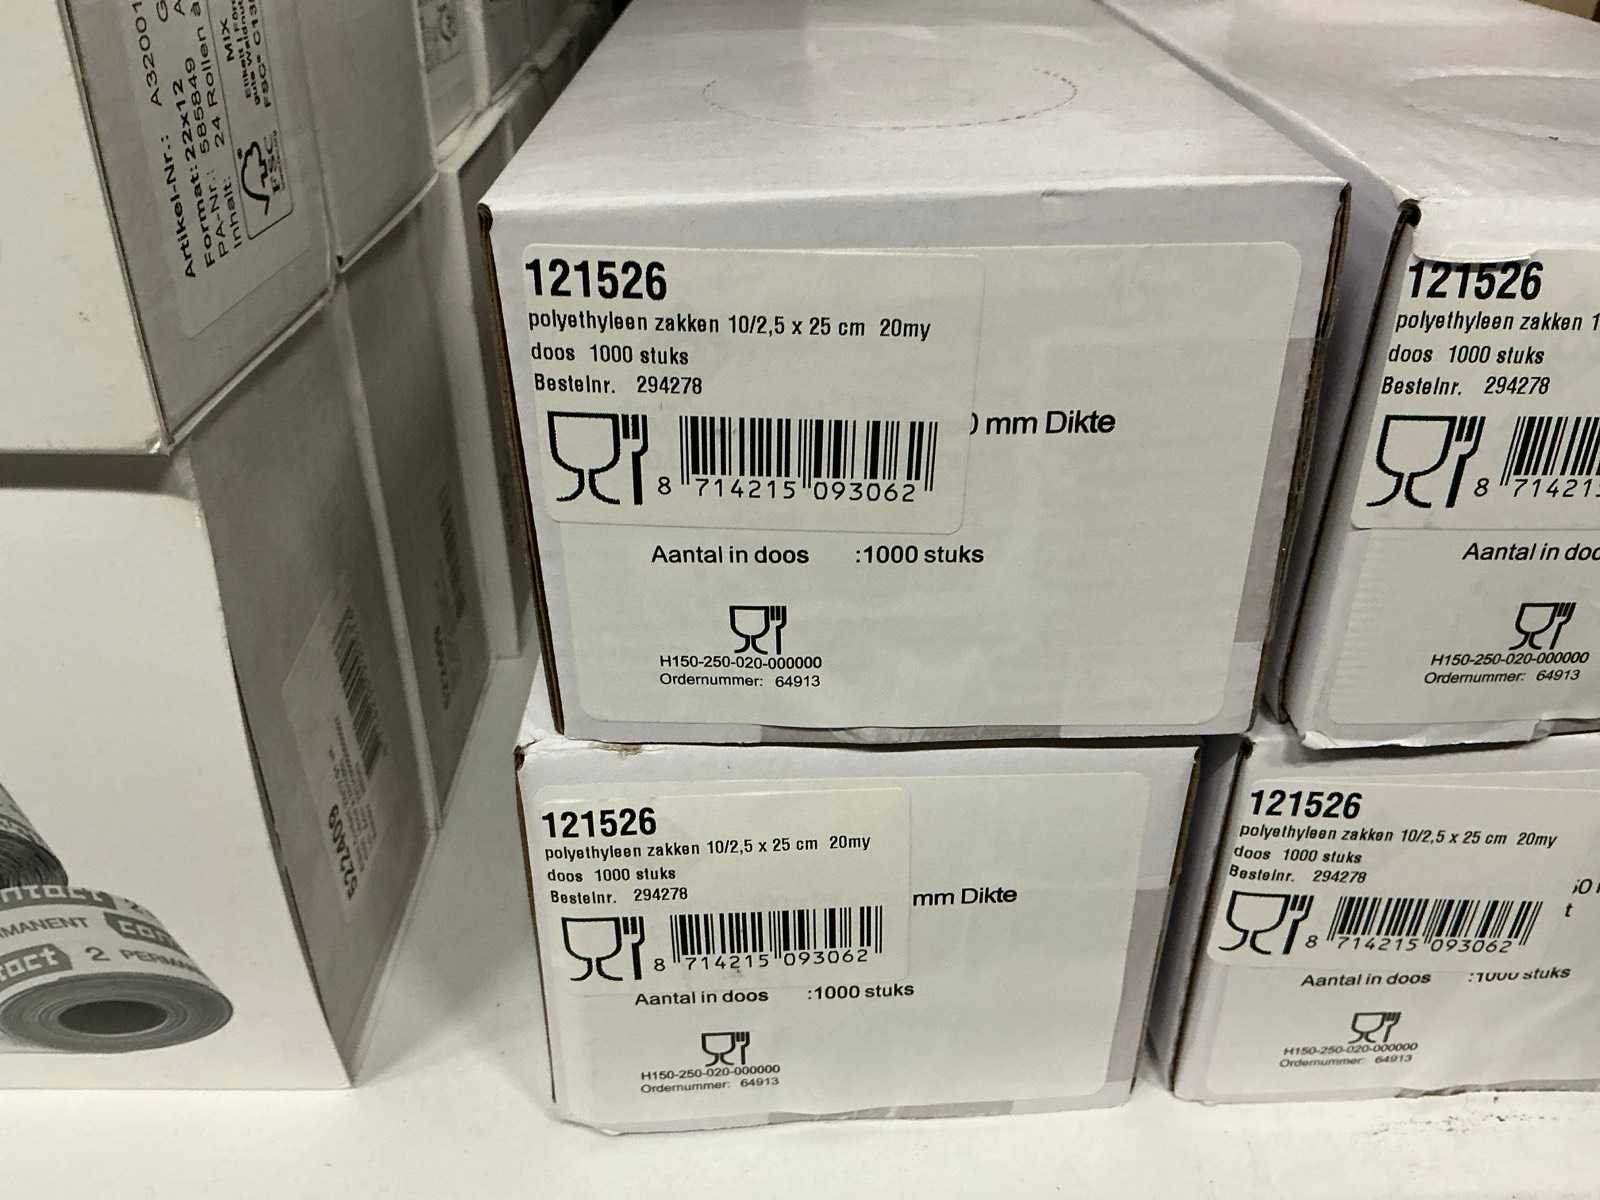 Artikel-Nr.: A32001
Format: 22x12
PA-Nr.: 585849
Inhalt: 24 Rollen à
MIX
FSC
121526
polyethyleen zakken 10/2,5 x 25 cm 20my
doos 1000 stuks
Bestelnr. 294278
mm Dikte
8 714215 093062
Aantal in doos :1000 stuks
H150-250-020-000000
Ordernummer: 64913
121526
polyethyleen zakken 1
doos 1000 stuks
Bestelnr. 294278
8 71421
Aantal in doo
H150-250-020-000000
Ordernummer: 64913
121526
polyethyleen zakken 10/2,5 x 25 cm 20my
doos 1000 stuks
Bestelnr. 294278
mm Dikte
8 714215 093062
Aantal in doos :1000 stuks
H150-250-020-000000
Ordernummer: 64913
121526
polyethyleen zakken 10/2,5 x 25 cm 20my
doos 1000 stuks
Bestelnr. 294278
8 714215 093062
Aantal in doos :1000 stuks
H150-250-020-000000
Ordernummer: 64913
522A09
2 PERMAN